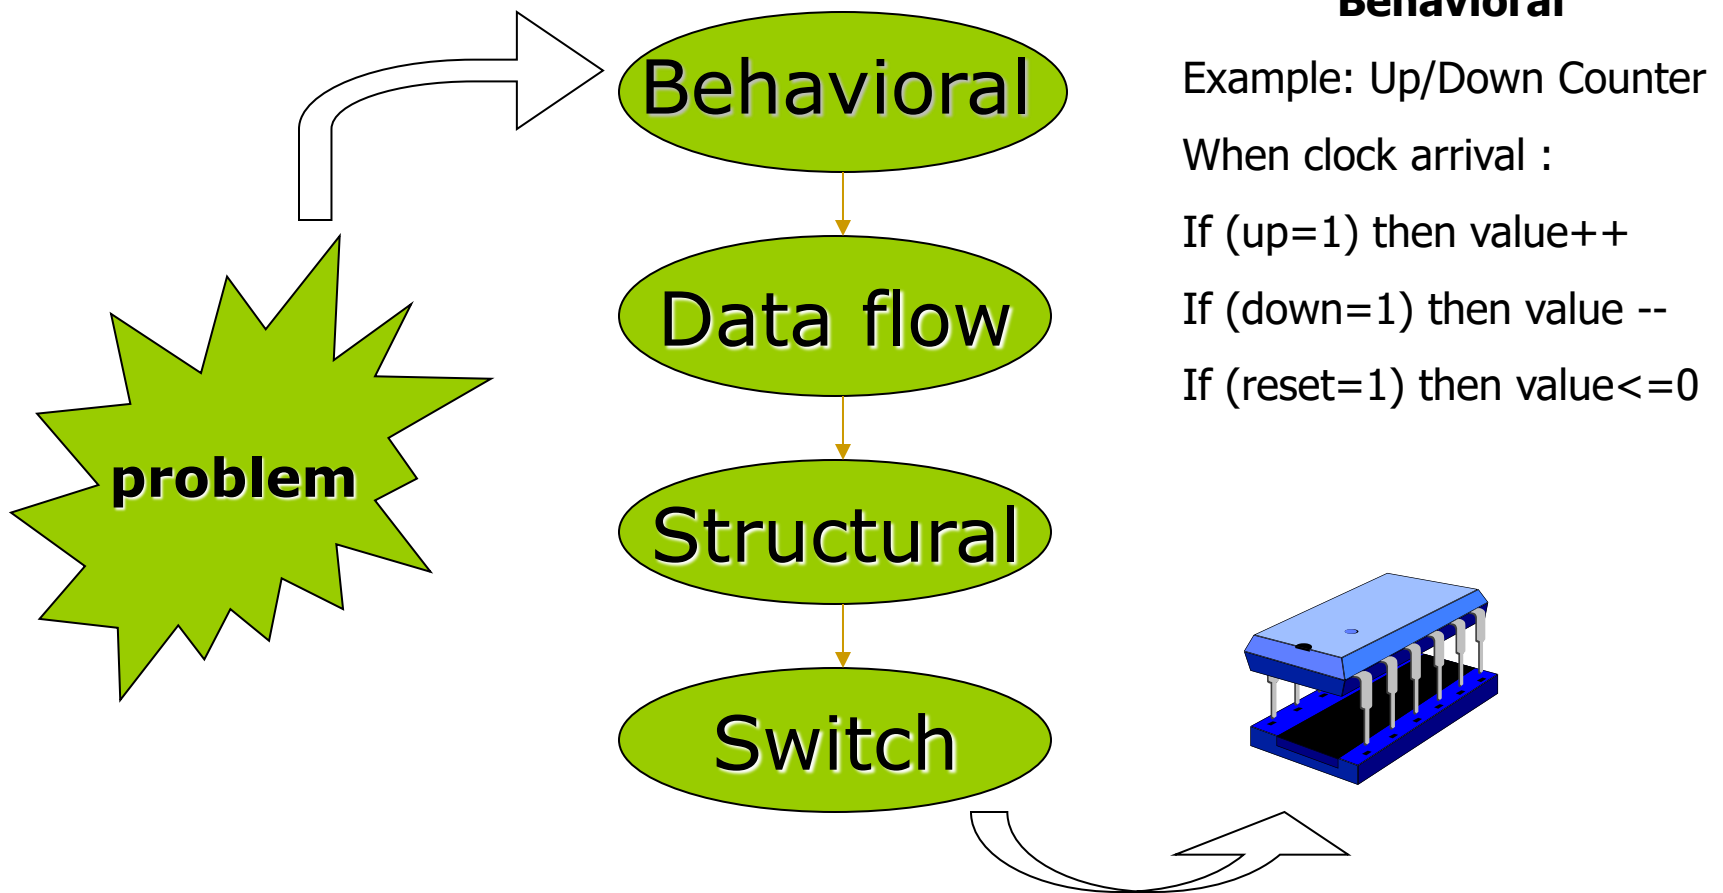 Behavioral
Data flow
Structural
Switch
problem
Behavioral
Example: Up/Down Counter
When clock arrival :
If (up=1) then value++
If (down=1) then value --
If (reset=1) then value<=0